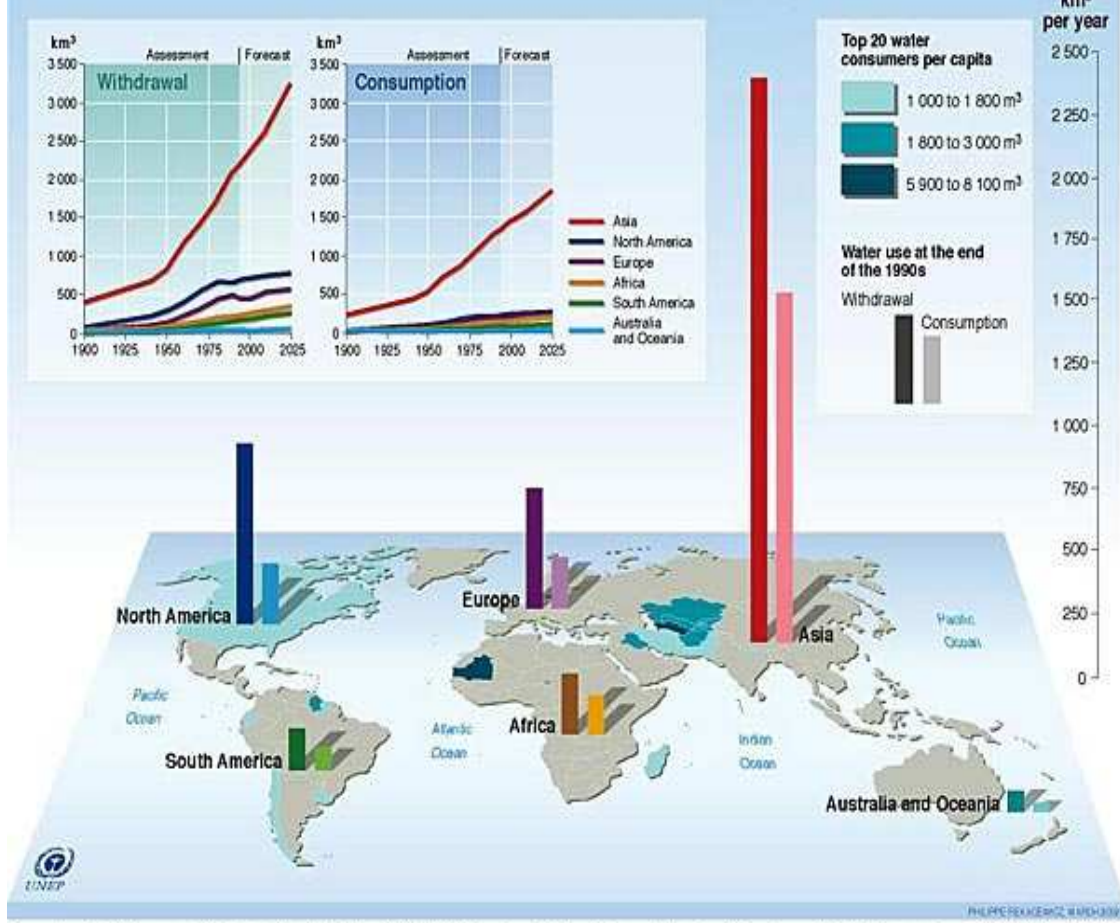 km³
per year
2 500
2 250
2 000
1 750
1 500
1 250
1 000
750
500
250
0
km³
Assessment
Forecast
3 500
3 000
2 500
2 000
1 500
1 000
500
0
Withdrawal
1900 1925 1950 1975 2000 2025
km³
Assessment
Forecast
3 500
3 000
2 500
2 000
1 500
1 000
500
0
Consumption
1900 1925 1950 1975 2000 2025
Asia
North America
Europe
Africa
South America
Australia
and Oceania
Top 20 water
consumers per capita
1 000 to 1 800 m³
1 800 to 3 000 m³
5 900 to 8 100 m³
Water use at the end
of the 1990s
Withdrawal
Consumption
North America
Europe
Asia
Pacific
Ocean
Pacific
Ocean
Atlantic
Ocean
Africa
South America
Indian
Ocean
Australia and Oceania
UNEP